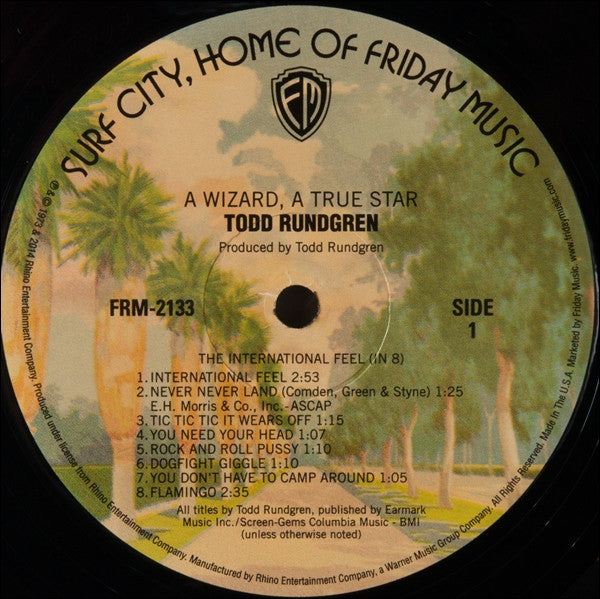 SURF CITY, HOME OF FRIDAY MUSIC
FM
A WIZARD, A TRUE STAR
TODD RUNDGREN
Produced by Todd Rundgren
FRM-2133
SIDE
1
THE INTERNATIONAL FEEL (IN 8)
1. INTERNATIONAL FEEL 2:53
2. NEVER NEVER LAND (Comden, Green & Styne) 1:25
E.H. Morris & Co., Inc.-ASCAP
3. TIC TIC TIC IT WEARS OFF 1:15
4. YOU NEED YOUR HEAD 1:07
5. ROCK AND ROLL PUSSY 1:10
6. DOGFIGHT GIGGLE 1:10
7. YOU DON'T HAVE TO CAMP AROUND 1:05
8. FLAMINGO 2:35
All titles by Todd Rundgren, published by Earmark
Music Inc./Screen-Gems Columbia Music - BMI
(unless otherwise noted)
℗ & © 1973 & 2014 Rhino Entertainment Company. Produced under license from Rhino Entertainment Company. Manufactured by Rhino Entertainment Company, a Warner Music Group Company. All Rights Reserved. Made In The U.S.A. Marketed by Friday Music. www.fridaymusic.com